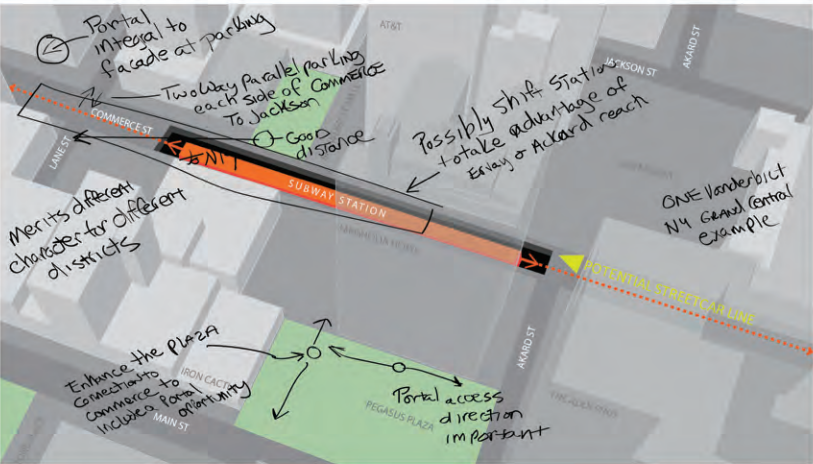 Portal
integral to
facade at parking
Two Way Parallel parking
each side of COMMERCE
To Jackson
AT&T
JACKSON ST
AKARD ST
COMMERCE ST
LANE ST
Good
distance
Possibly Shift Station
to take advantage of
Ervay & Ackard reach
SUBWAY STATION
Merits different
character for different
districts
ONE Vanderbilt
NY Grand Central
example
POTENTIAL STREETCAR LINE
AKARD ST
Enhance the PLAZA
connection to
commerce to
include a Portal
opportunity
IRON CACTUS
MAIN ST
PEGASUS PLAZA
Portal access
direction
important